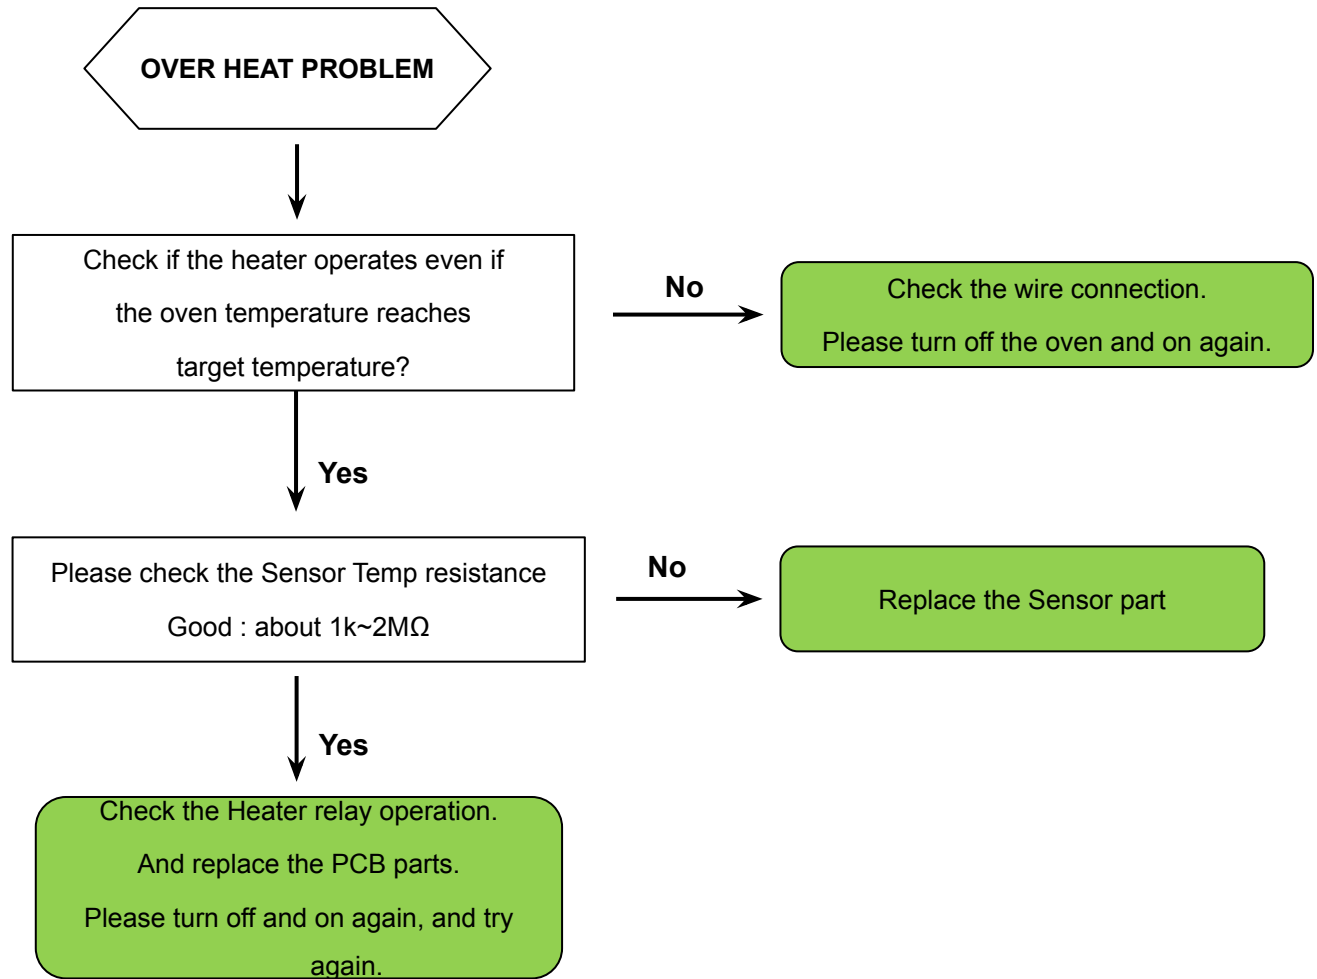 OVER HEAT PROBLEM
Check if the heater operates even if
the oven temperature reaches
target temperature?
No
Check the wire connection.
Please turn off the oven and on again.
Yes
Please check the Sensor Temp resistance
Good : about 1k~2MΩ
No
Replace the Sensor part
Yes
Check the Heater relay operation.
And replace the PCB parts.
Please turn off and on again, and try
again.